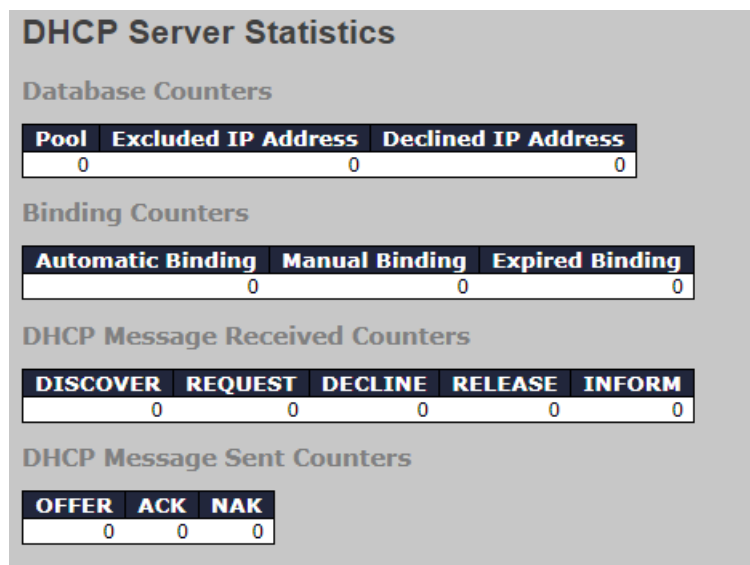 DHCP Server Statistics
Database Counters
Pool Excluded IP Address Declined IP Address
0 0 0
Binding Counters
Automatic Binding Manual Binding Expired Binding
0 0 0
DHCP Message Received Counters
DISCOVER REQUEST DECLINE RELEASE INFORM
0 0 0 0 0
DHCP Message Sent Counters
OFFER ACK NAK
0 0 0